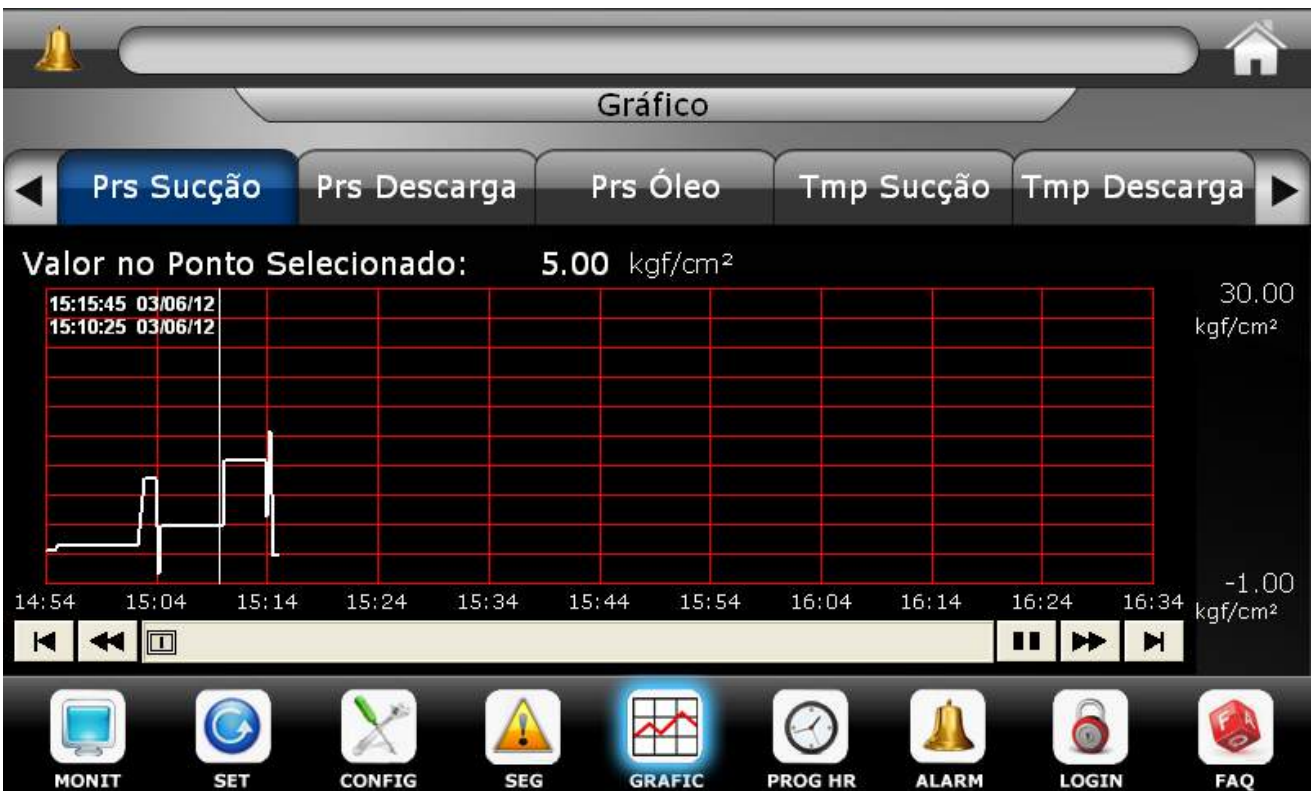 Gráfico
Prs Sucção Prs Descarga Prs Óleo Tmp Sucção Tmp Descarga
Valor no Ponto Selecionado: 5.00 kgf/cm²
15:15:45 03/06/12
15:10:25 03/06/12
30.00
kgf/cm²
-1.00
kgf/cm²
14:54 15:04 15:14 15:24 15:34 15:44 15:54 16:04 16:14 16:24 16:34
MONIT SET CONFIG SEG GRAFIC PROG HR ALARM LOGIN FAQ